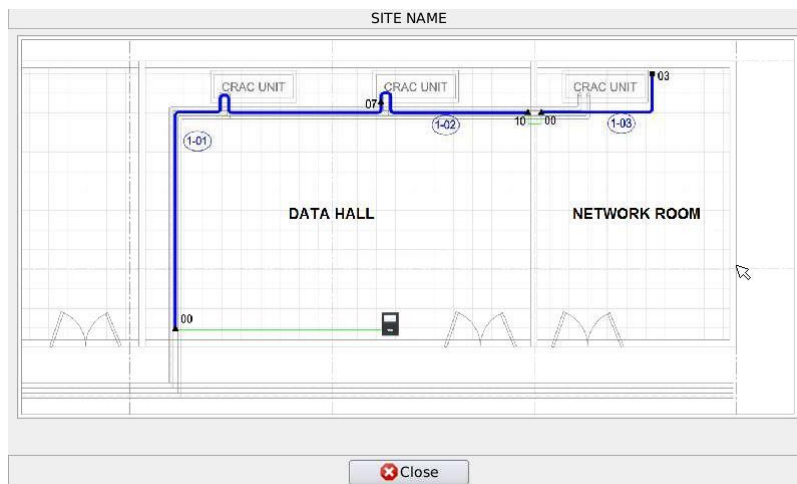 SITE NAME
CRAC UNIT
CRAC UNIT
CRAC UNIT
03
07
10
00
1-01
1-02
1-03
DATA HALL
NETWORK ROOM
00
Close